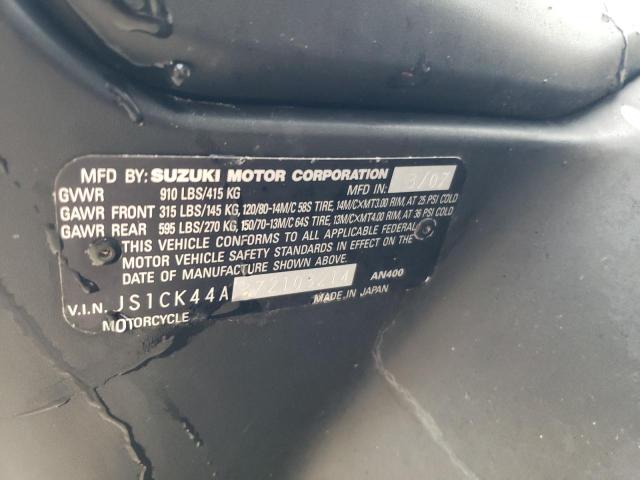 MFD BY: SUZUKI MOTOR CORPORATION
GVWR 910 LBS/415 KG MFD IN: 3/07
GAWR FRONT 315 LBS/145 KG, 120/80-14M/C 58S TIRE, 14M/C×MT3.00 RIM, AT 25 PSI COLD
GAWR REAR 595 LBS/270 KG, 150/70-13M/C 64S TIRE, 13M/C×MT4.00 RIM, AT 36 PSI COLD
THIS VEHICLE CONFORMS TO ALL APPLICABLE FEDERAL
MOTOR VEHICLE SAFETY STANDARDS IN EFFECT ON THE
DATE OF MANUFACTURE SHOWN ABOVE.
AN400
V.I.N. JS1CK44A
MOTORCYCLE MADE IN JAPAN